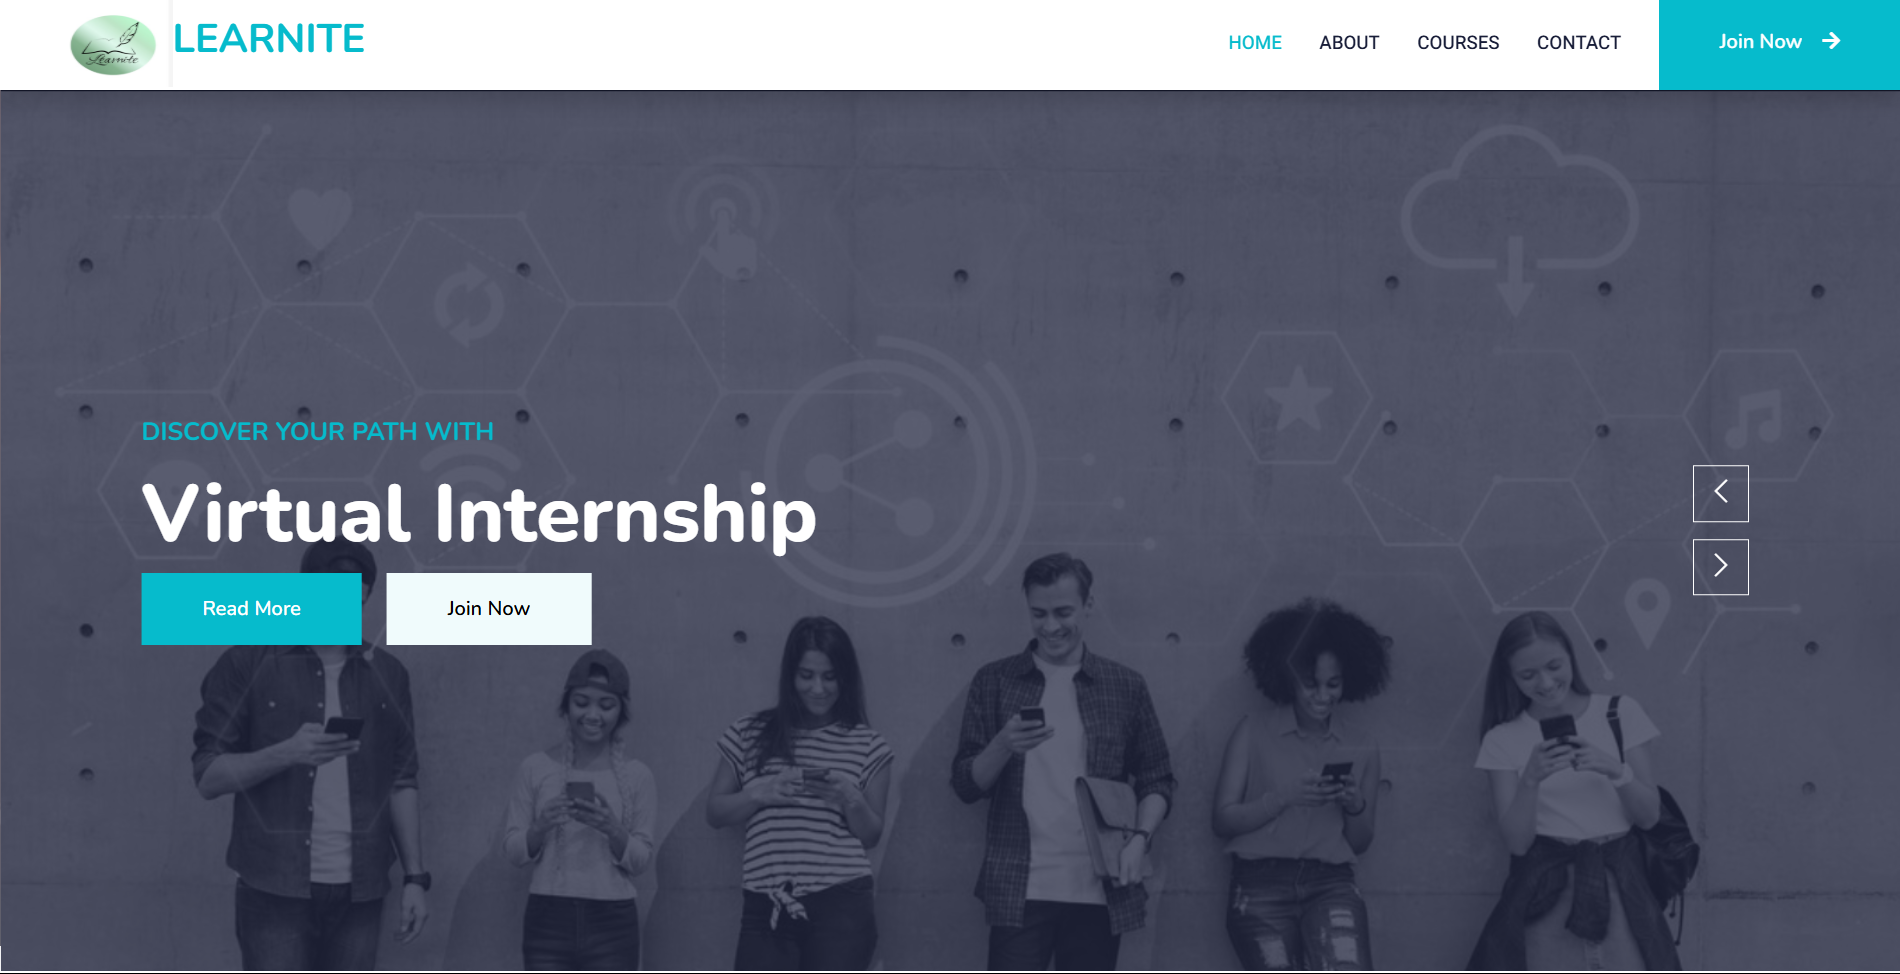 Learnite
LEARNITE
HOME ABOUT COURSES CONTACT Join Now
DISCOVER YOUR PATH WITH
Virtual Internship
Read More Join Now